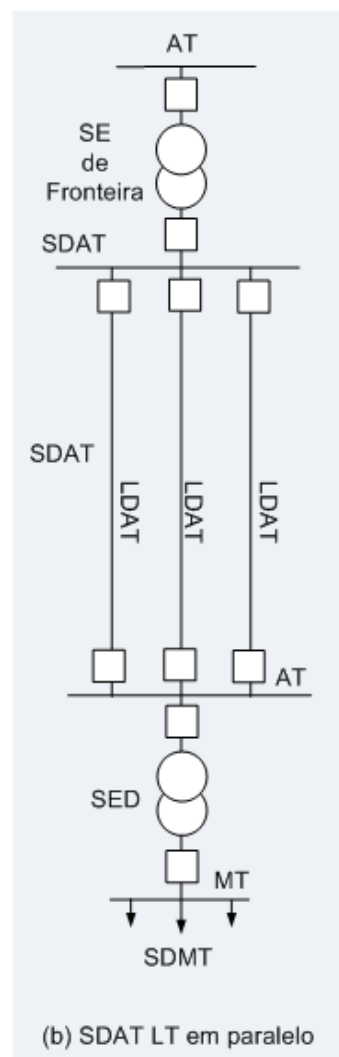 AT
SE
de
Fronteira
SDAT
SDAT
LDAT
LDAT
LDAT
AT
SED
MT
SDMT
(b) SDAT LT em paralelo